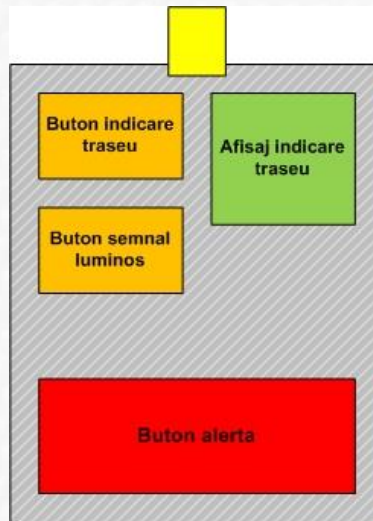 Buton indicare
traseu
Afisaj indicare
traseu
Buton semnal
luminos
Buton alerta